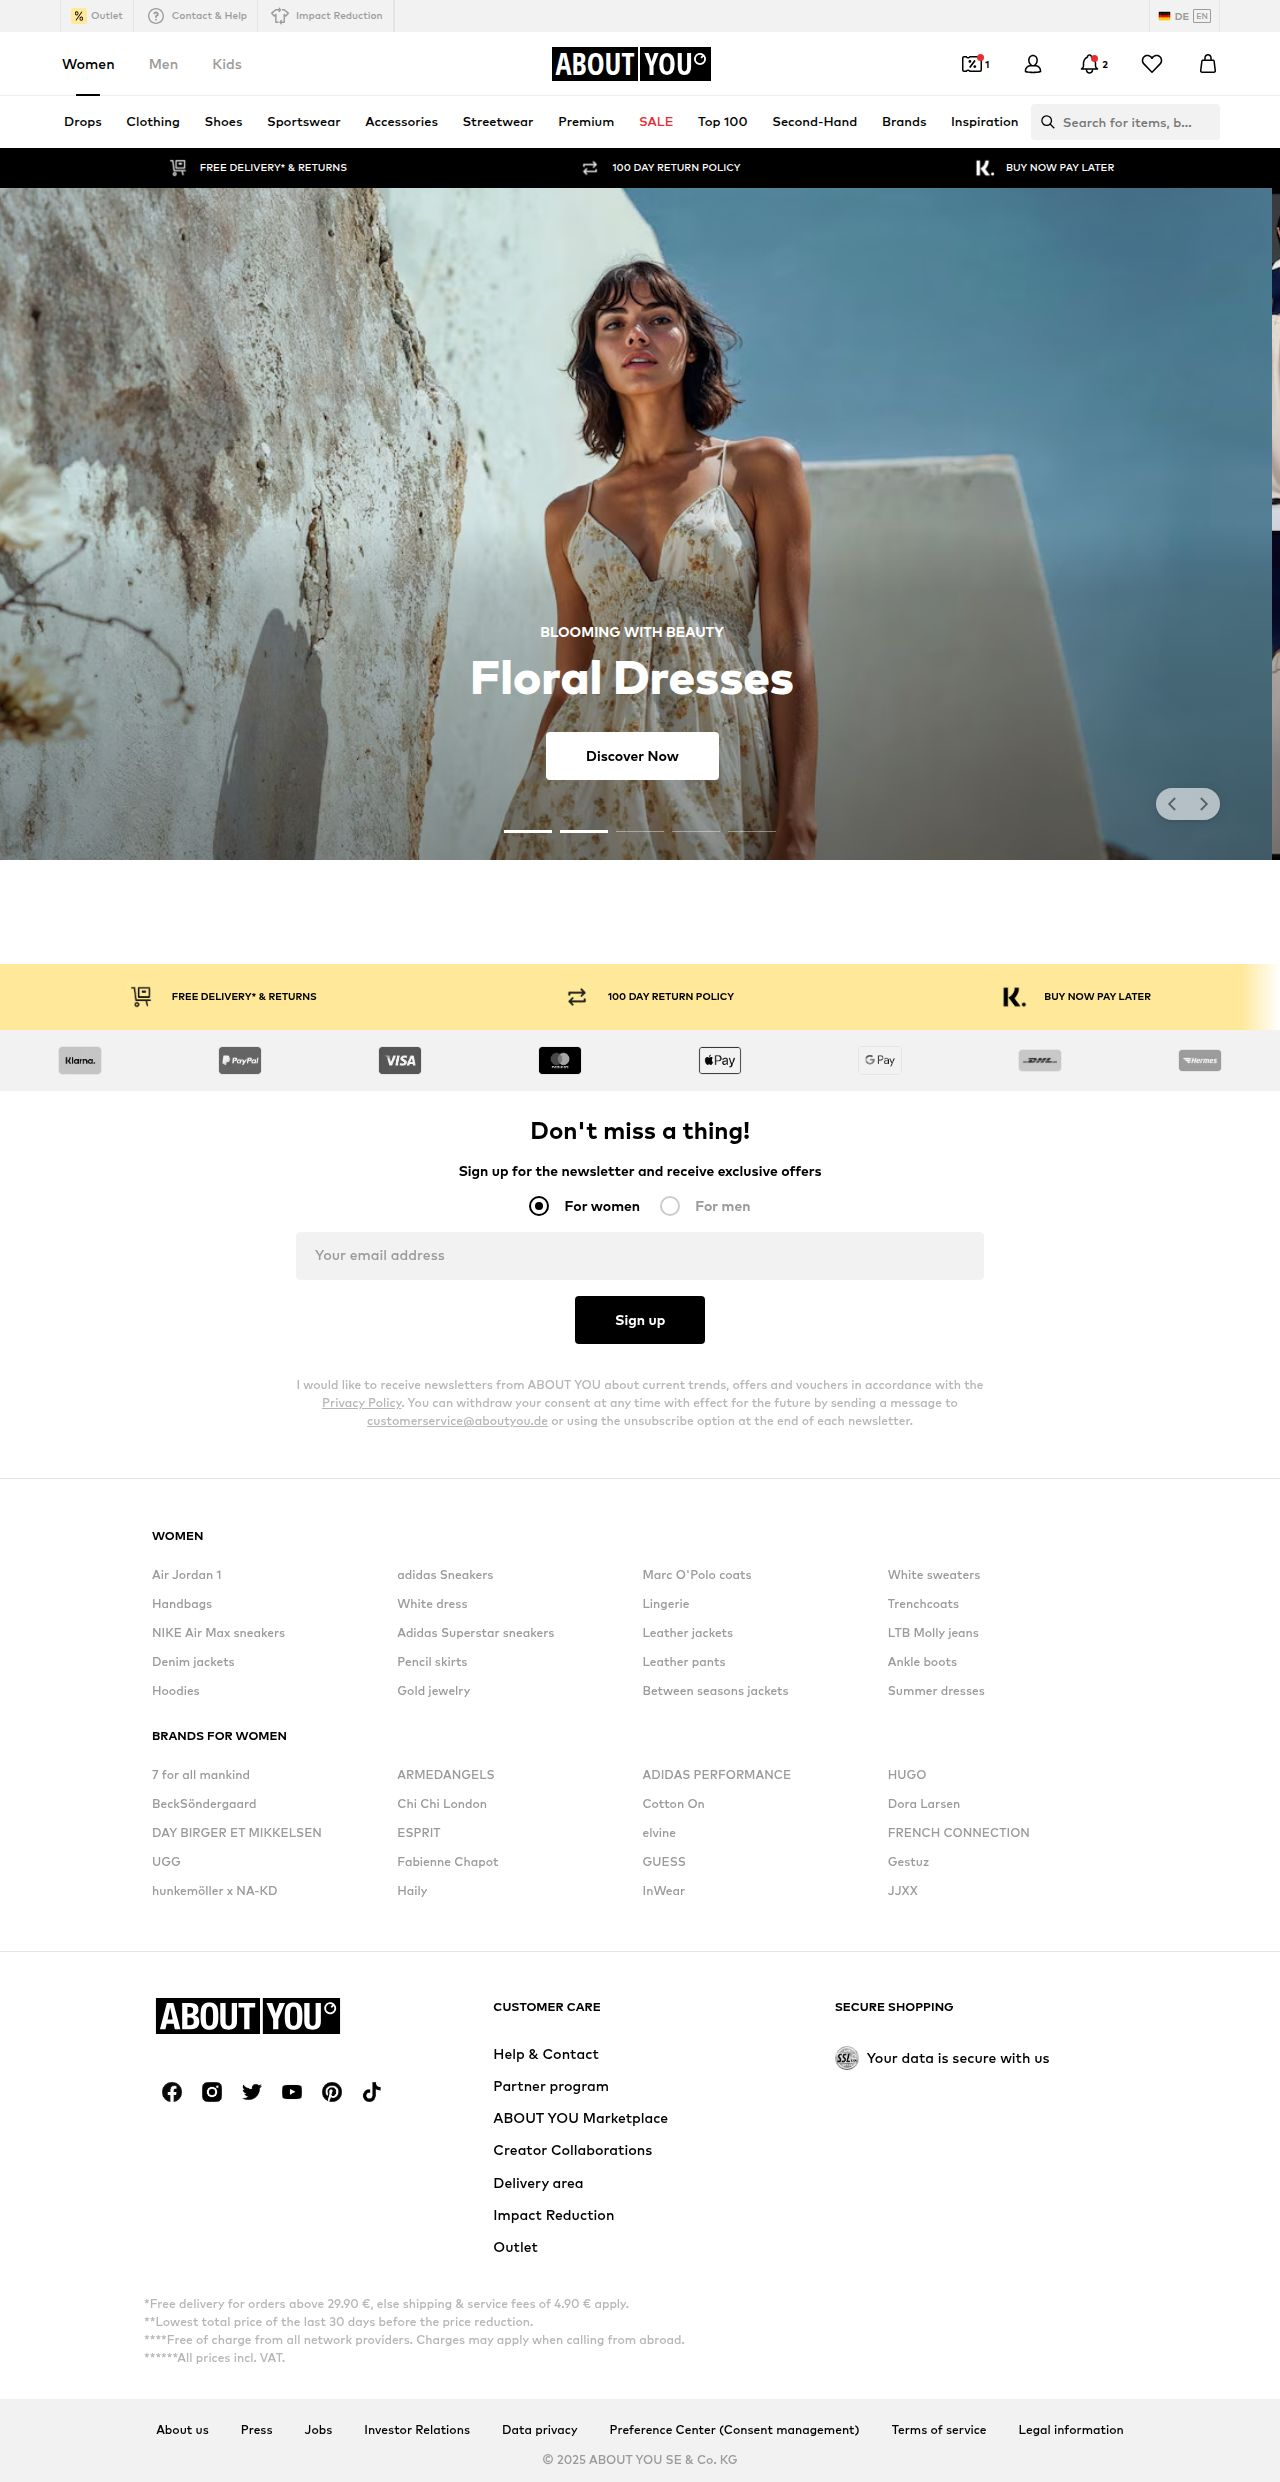 Outlet
Contact & Help
Impact Reduction
DE EN
Women
Men
Kids
ABOUT YOU
1
2
Drops
Clothing
Shoes
Sportswear
Accessories
Streetwear
Premium
SALE
Top 100
Second-Hand
Brands
Inspiration
Search for items, b...
FREE DELIVERY* & RETURNS
100 DAY RETURN POLICY
K. BUY NOW PAY LATER
BLOOMING WITH BEAUTY
Floral Dresses
Discover Now
FREE DELIVERY* & RETURNS
100 DAY RETURN POLICY
K. BUY NOW PAY LATER
Klarna.
PayPal
VISA
Pay
G Pay
DHL
Hermes
Don't miss a thing!
Sign up for the newsletter and receive exclusive offers
For women
For men
Your email address
Sign up
I would like to receive newsletters from ABOUT YOU about current trends, offers and vouchers in accordance with the
Privacy Policy. You can withdraw your consent at any time with effect for the future by sending a message to
customerservice@aboutyou.de or using the unsubscribe option at the end of each newsletter.
WOMEN
Air Jordan 1
adidas Sneakers
Marc O'Polo coats
White sweaters
Handbags
White dress
Lingerie
Trenchcoats
NIKE Air Max sneakers
Adidas Superstar sneakers
Leather jackets
LTB Molly jeans
Denim jackets
Pencil skirts
Leather pants
Ankle boots
Hoodies
Gold jewelry
Between seasons jackets
Summer dresses
BRANDS FOR WOMEN
7 for all mankind
ARMEDANGELS
ADIDAS PERFORMANCE
HUGO
BeckSöndergaard
Chi Chi London
Cotton On
Dora Larsen
DAY BIRGER ET MIKKELSEN
ESPRIT
elvine
FRENCH CONNECTION
UGG
Fabienne Chapot
GUESS
Gestuz
hunkemöller x NA-KD
Haily
InWear
JJXX
ABOUT YOU
CUSTOMER CARE
Help & Contact
Partner program
ABOUT YOU Marketplace
Creator Collaborations
Delivery area
Impact Reduction
Outlet
SECURE SHOPPING
SSL
Your data is secure with us
*Free delivery for orders above 29.90 €, else shipping & service fees of 4.90 € apply.
**Lowest total price of the last 30 days before the price reduction.
****Free of charge from all network providers. Charges may apply when calling from abroad.
******All prices incl. VAT.
About us
Press
Jobs
Investor Relations
Data privacy
Preference Center (Consent management)
Terms of service
Legal information
© 2025 ABOUT YOU SE & Co. KG